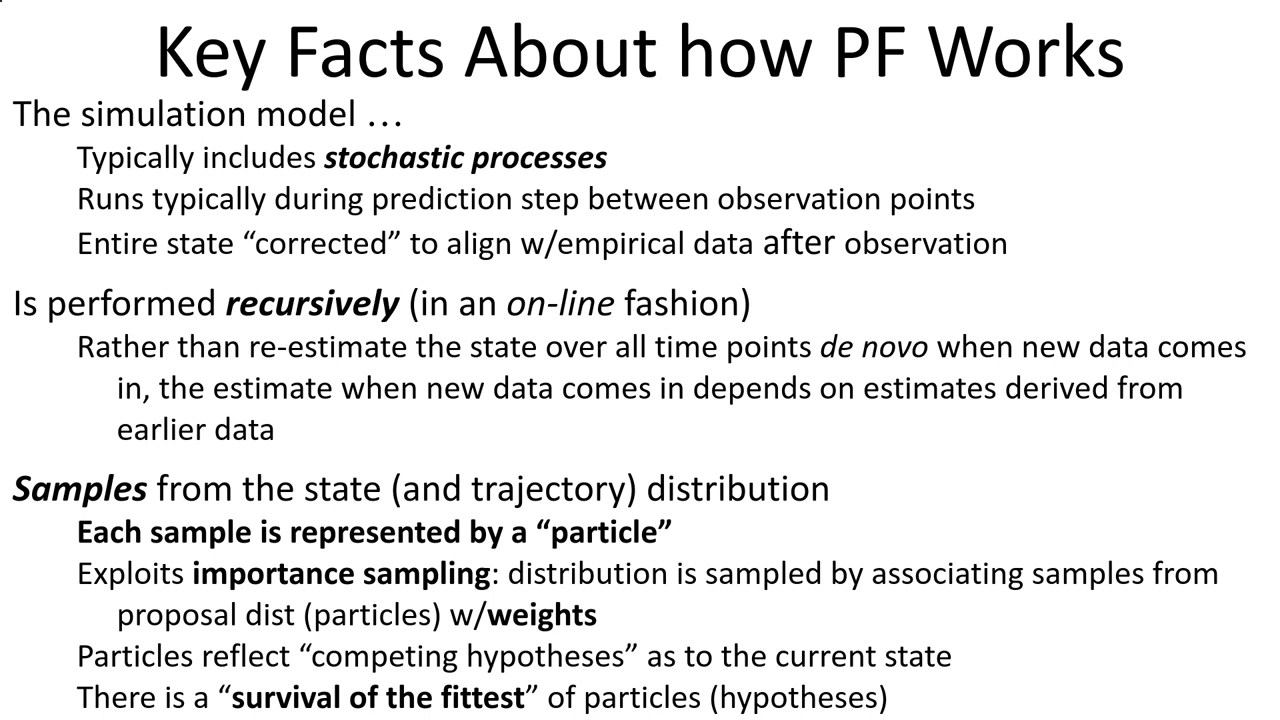 Key Facts About how PF Works
The simulation model …
Typically includes stochastic processes
Runs typically during prediction step between observation points
Entire state “corrected” to align w/empirical data after observation
Is performed recursively (in an on-line fashion)
Rather than re-estimate the state over all time points de novo when new data comes
in, the estimate when new data comes in depends on estimates derived from
earlier data
Samples from the state (and trajectory) distribution
Each sample is represented by a “particle”
Exploits importance sampling: distribution is sampled by associating samples from
proposal dist (particles) w/weights
Particles reflect “competing hypotheses” as to the current state
There is a “survival of the fittest” of particles (hypotheses)